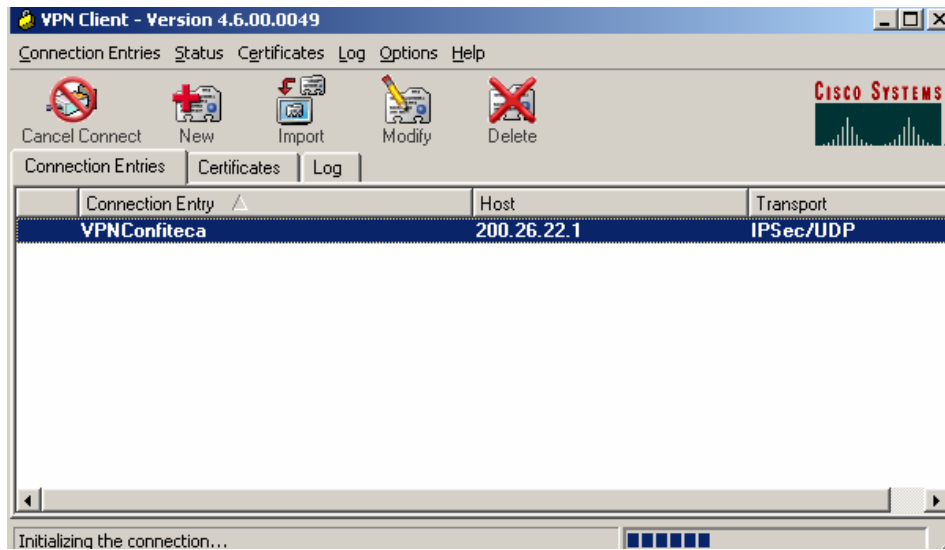 VPN Client - Version 4.6.00.0049
Connection Entries Status Certificates Log Options Help
Cancel Connect New Import Modify Delete
CISCO SYSTEMS
Connection Entries Certificates Log
Connection Entry Host Transport
VPNConfiteca 200.26.22.1 IPSec/UDP
Initializing the connection...